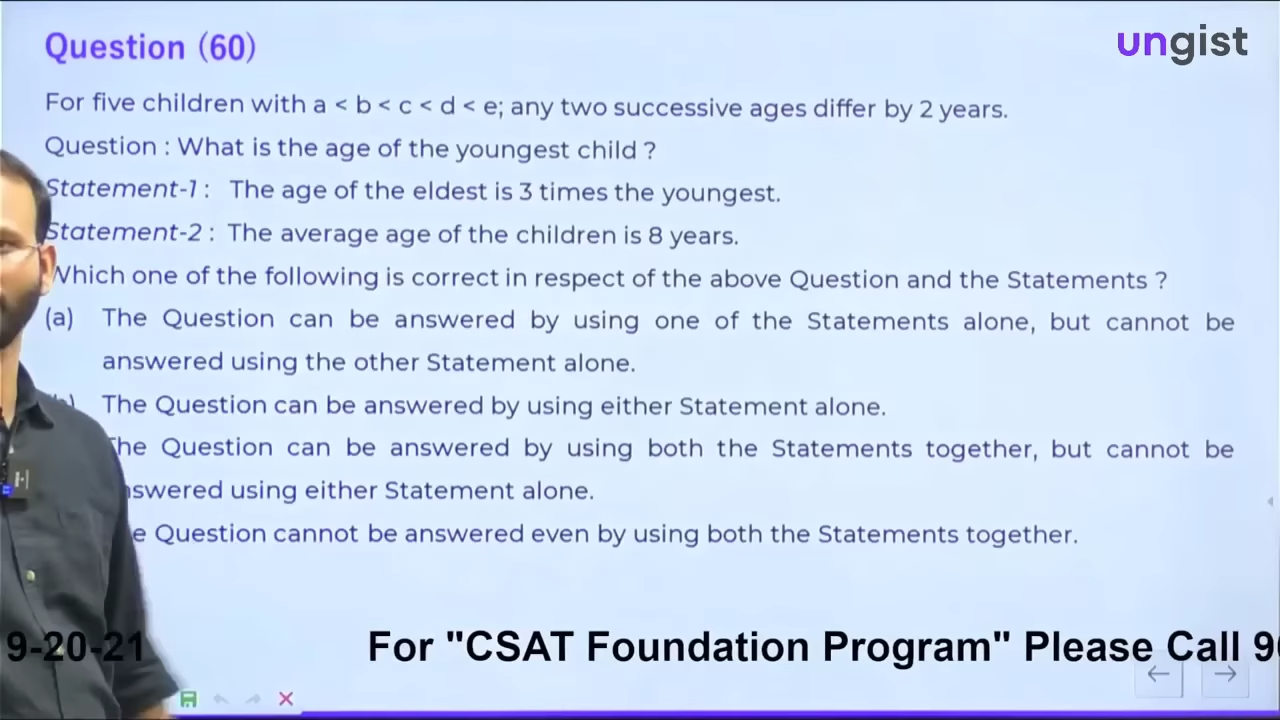 Question (60)
ungist
For five children with a < b < c < d < e; any two successive ages differ by 2 years.
Question : What is the age of the youngest child ?
Statement-1 : The age of the eldest is 3 times the youngest.
Statement-2 : The average age of the children is 8 years.
Which one of the following is correct in respect of the above Question and the Statements ?
(a) The Question can be answered by using one of the Statements alone, but cannot be
answered using the other Statement alone.
The Question can be answered by using either Statement alone.
The Question can be answered by using both the Statements together, but cannot be
answered using either Statement alone.
Question cannot be answered even by using both the Statements together.
9-20-21 For "CSAT Foundation Program" Please Call 9